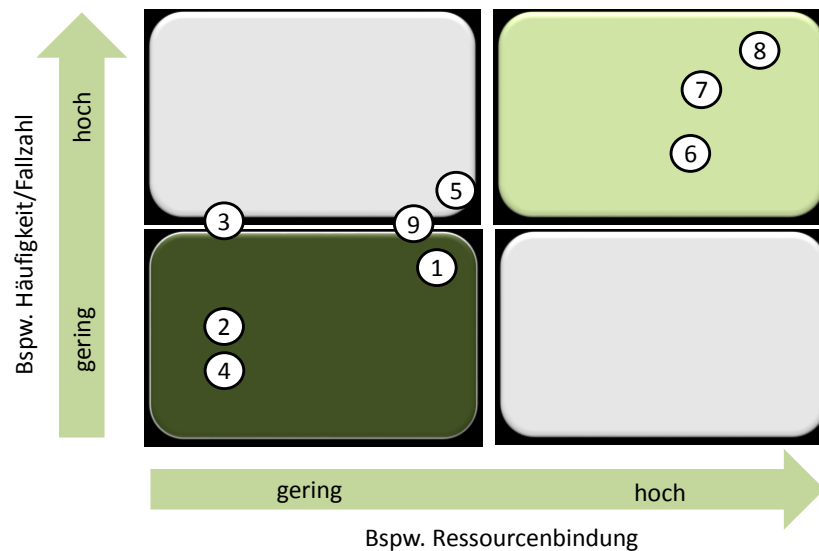 Bspw. Häufigkeit/Fallzahl
hoch
gering
8
7
6
5
3
9
1
2
4
gering
hoch
Bspw. Ressourcenbindung